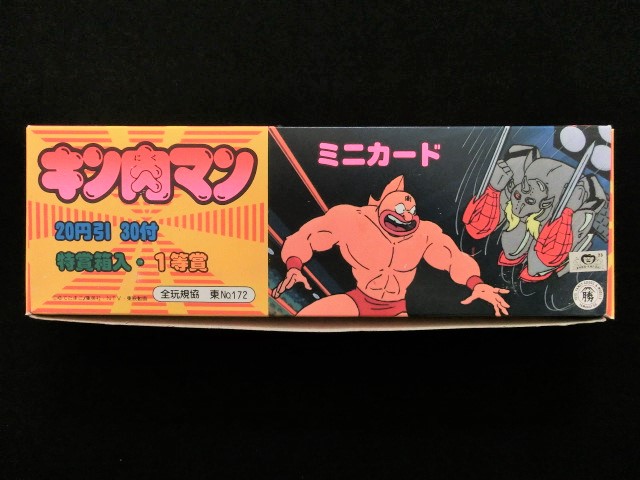 キン肉マン
ミニカード
20円引 30付
特賞箱入・1等賞
全玩規協 東No.172
勝